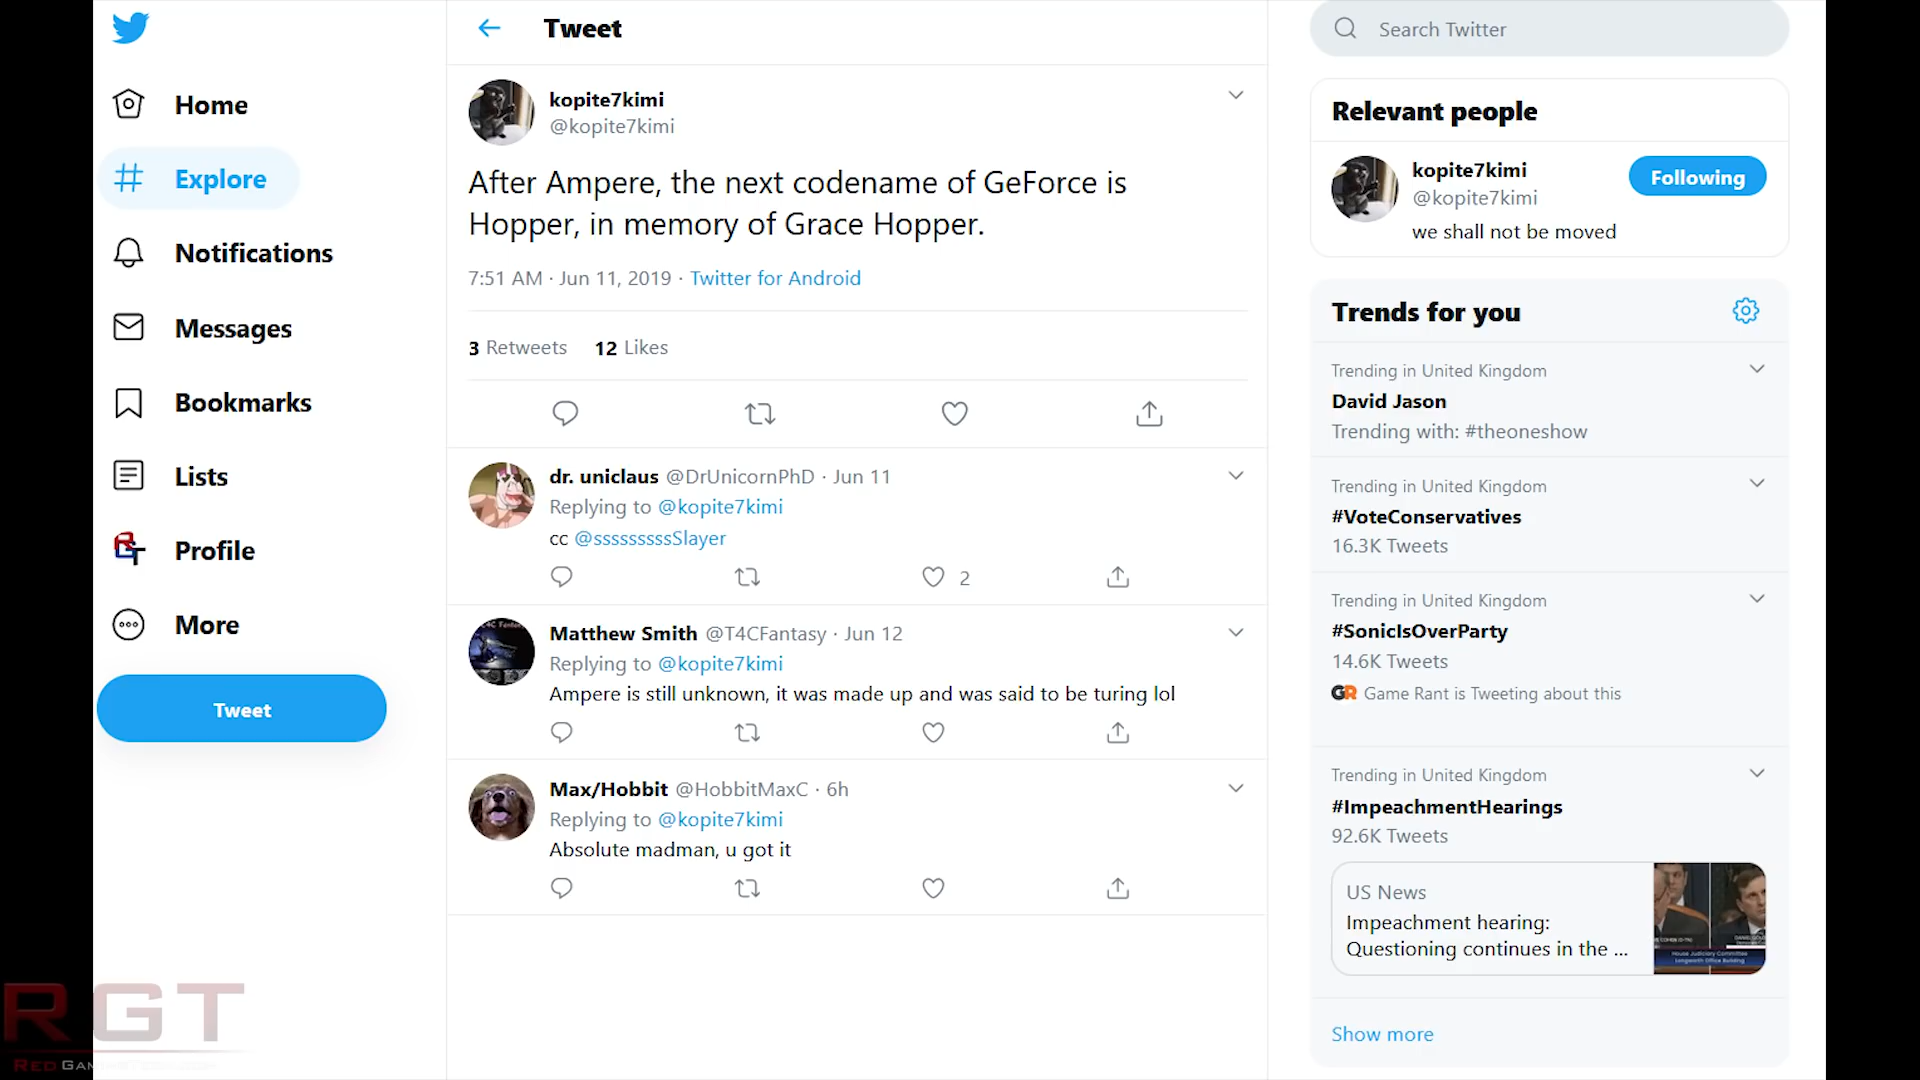 Home
Explore
Notifications
Messages
Bookmarks
Lists
Profile
More
Tweet
Tweet
kopite7kimi
@kopite7kimi
After Ampere, the next codename of GeForce is
Hopper, in memory of Grace Hopper.
7:51 AM · Jun 11, 2019 · Twitter for Android
3 Retweets 12 Likes
dr. uniclaus @DrUnicornPhD · Jun 11
Replying to @kopite7kimi
cc @sssssssssSlayer
2
Matthew Smith @T4CFantasy · Jun 12
Replying to @kopite7kimi
Ampere is still unknown, it was made up and was said to be turing lol
Max/Hobbit @HobbitMaxC · 6h
Replying to @kopite7kimi
Absolute madman, u got it
Search Twitter
Relevant people
kopite7kimi
@kopite7kimi
Following
we shall not be moved
Trends for you
Trending in United Kingdom
David Jason
Trending with: #theoneshow
Trending in United Kingdom
#VoteConservatives
16.3K Tweets
Trending in United Kingdom
#SonicIsOverParty
14.6K Tweets
GR Game Rant is Tweeting about this
Trending in United Kingdom
#ImpeachmentHearings
92.6K Tweets
US News
Impeachment hearing:
Questioning continues in the ...
House Judiciary Committee
Longworth Office Building
Show more
RGT